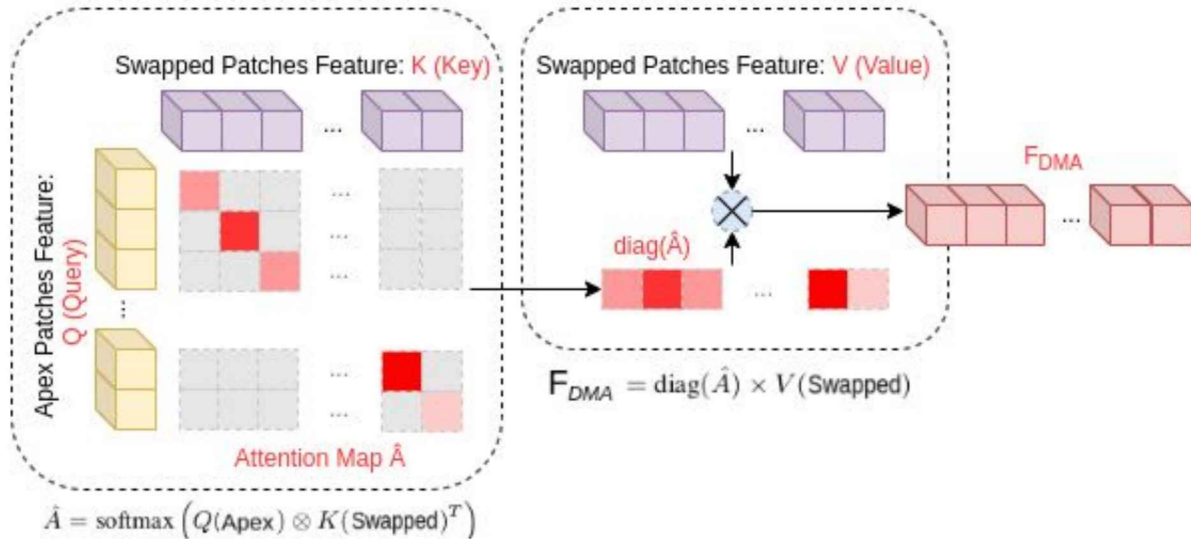 Swapped Patches Feature: K (Key)
...
Apex Patches Feature:
Q (Query)
...
...
...
...
...
...
Attention Map Â
Â = softmax (Q(Apex) ⊗ K(Swapped)^T)
Swapped Patches Feature: V (Value)
...
diag(Â)
...
F_DMA = diag(Â) × V(Swapped)
F_DMA
...